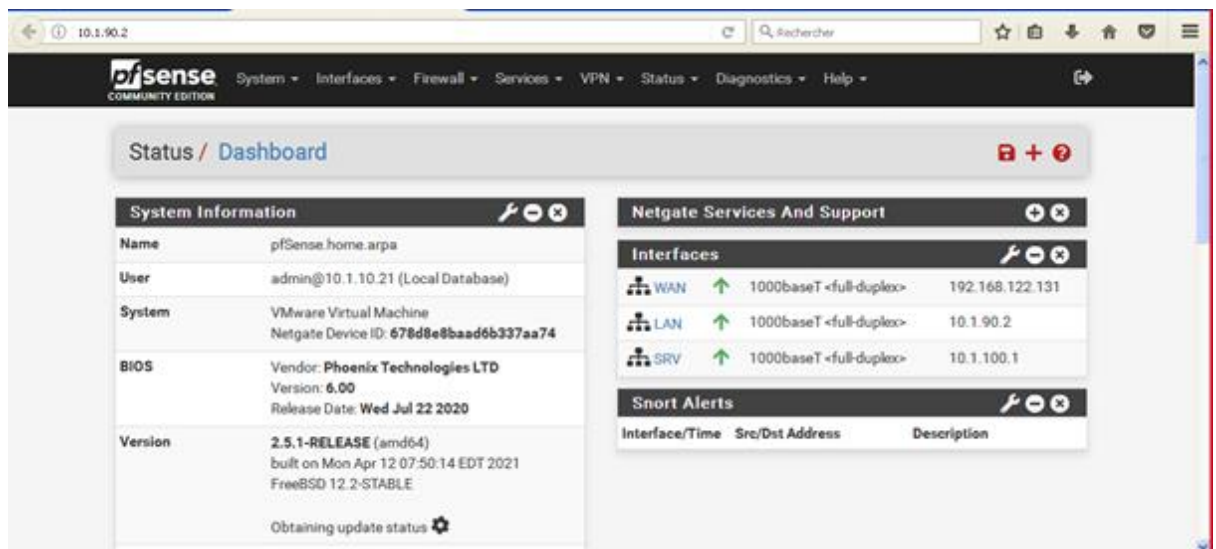 10.1.90.2
Rechercher
pfsense
COMMUNITY EDITION
System Interfaces Firewall Services VPN Status Diagnostics Help
Status / Dashboard
System Information
Name pfSense.home.arpa
User admin@10.1.10.21 (Local Database)
System VMware Virtual Machine
Netgate Device ID: 678d8e8baad6b337aa74
BIOS Vendor: Phoenix Technologies LTD
Version: 6.00
Release Date: Wed Jul 22 2020
Version 2.5.1-RELEASE (amd64)
built on Mon Apr 12 07:50:14 EDT 2021
FreeBSD 12.2-STABLE
Obtaining update status
Netgate Services And Support
Interfaces
WAN 1000baseT <full-duplex> 192.168.122.131
LAN 1000baseT <full-duplex> 10.1.90.2
SRV 1000baseT <full-duplex> 10.1.100.1
Snort Alerts
Interface/Time Src/Dst Address Description